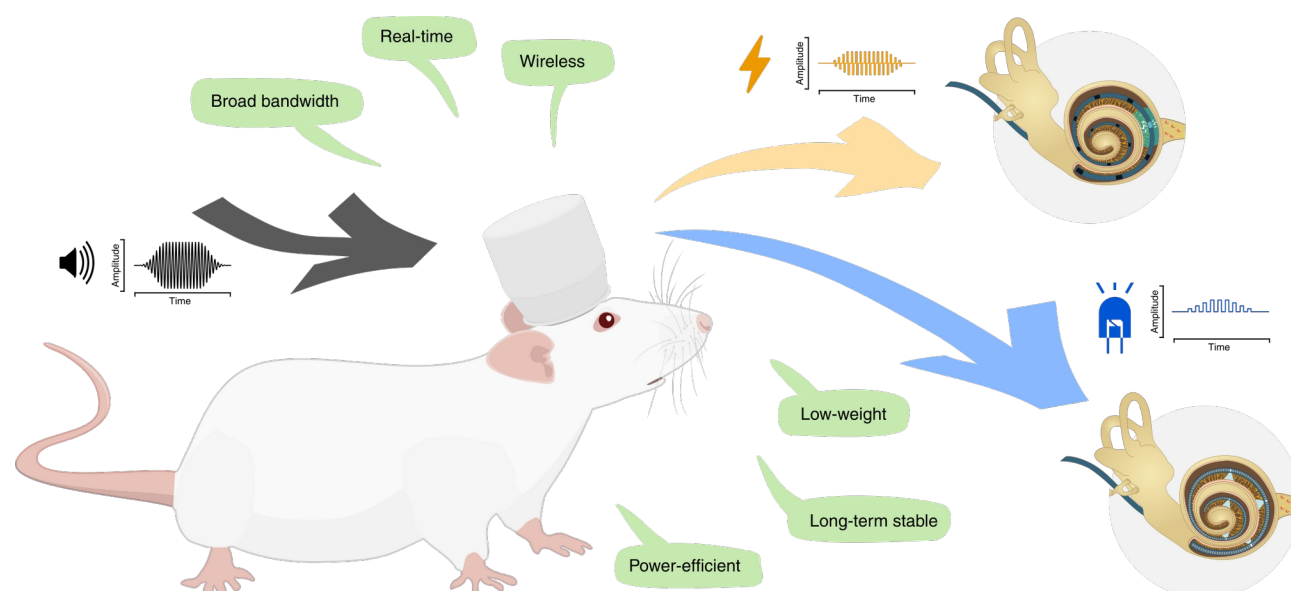 Real-time
Wireless
Broad bandwidth
Amplitude
Time
Amplitude
Time
Amplitude
Time
Low-weight
Long-term stable
Power-efficient